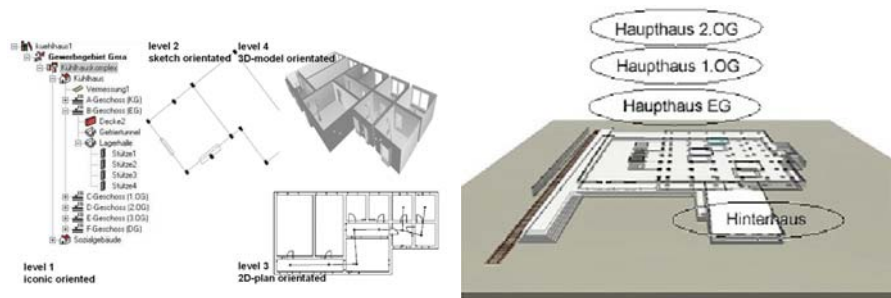 kuehlhaus1
Gewerbegebiet Gera
Kühlhauskomplex
Kühlhaus
Vermessung1
A-Geschoss (KG)
B-Geschoss (EG)
Decke2
Gefriertunnel
Lagerhalle
Stütze1
Stütze2
Stütze3
Stütze4
C-Geschoss (1.OG)
D-Geschoss (2.OG)
E-Geschoss (3.OG)
F-Geschoss (DG)
Sozialgebäude
level 1
iconic oriented
level 2
sketch orientated
level 4
3D-model orientated
level 3
2D-plan orientated
Haupthaus 2.OG
Haupthaus 1.OG
Haupthaus EG
Hinterhaus